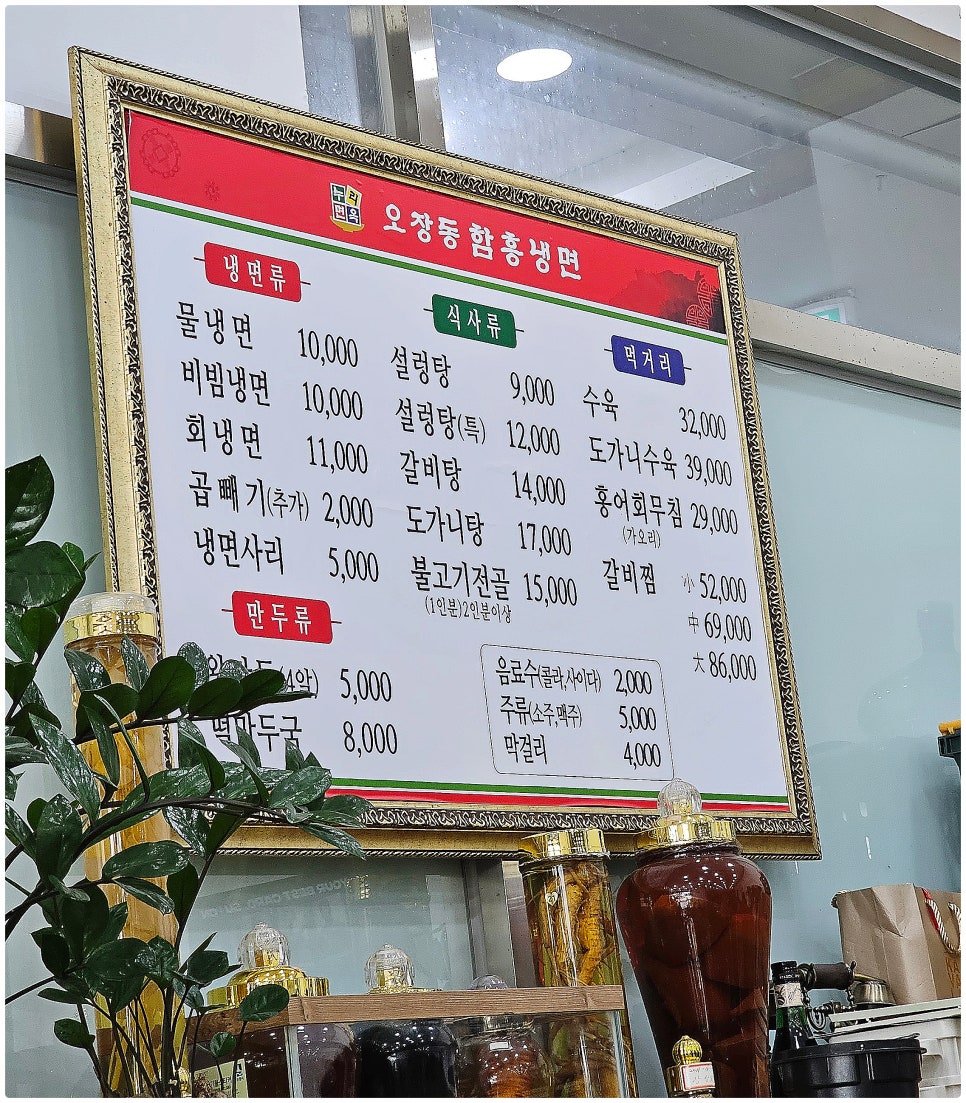 누리
면옥
오창동함흥냉면
냉면류
물냉면 10,000
비빔냉면 10,000
회냉면 11,000
곱빼기(추가) 2,000
냉면사리 5,000
만두류
5,000
떡만두국 8,000
식사류
설렁탕 9,000
설렁탕(특) 12,000
갈비탕 14,000
도가니탕 17,000
불고기전골 15,000
(1인분)2인분이상
음료수(콜라,사이다) 2,000
주류(소주,맥주) 5,000
막걸리 4,000
먹거리
수육 32,000
도가니수육 39,000
홍어회무침 29,000
(가오리)
갈비찜 小 52,000
中 69,000
大 86,000